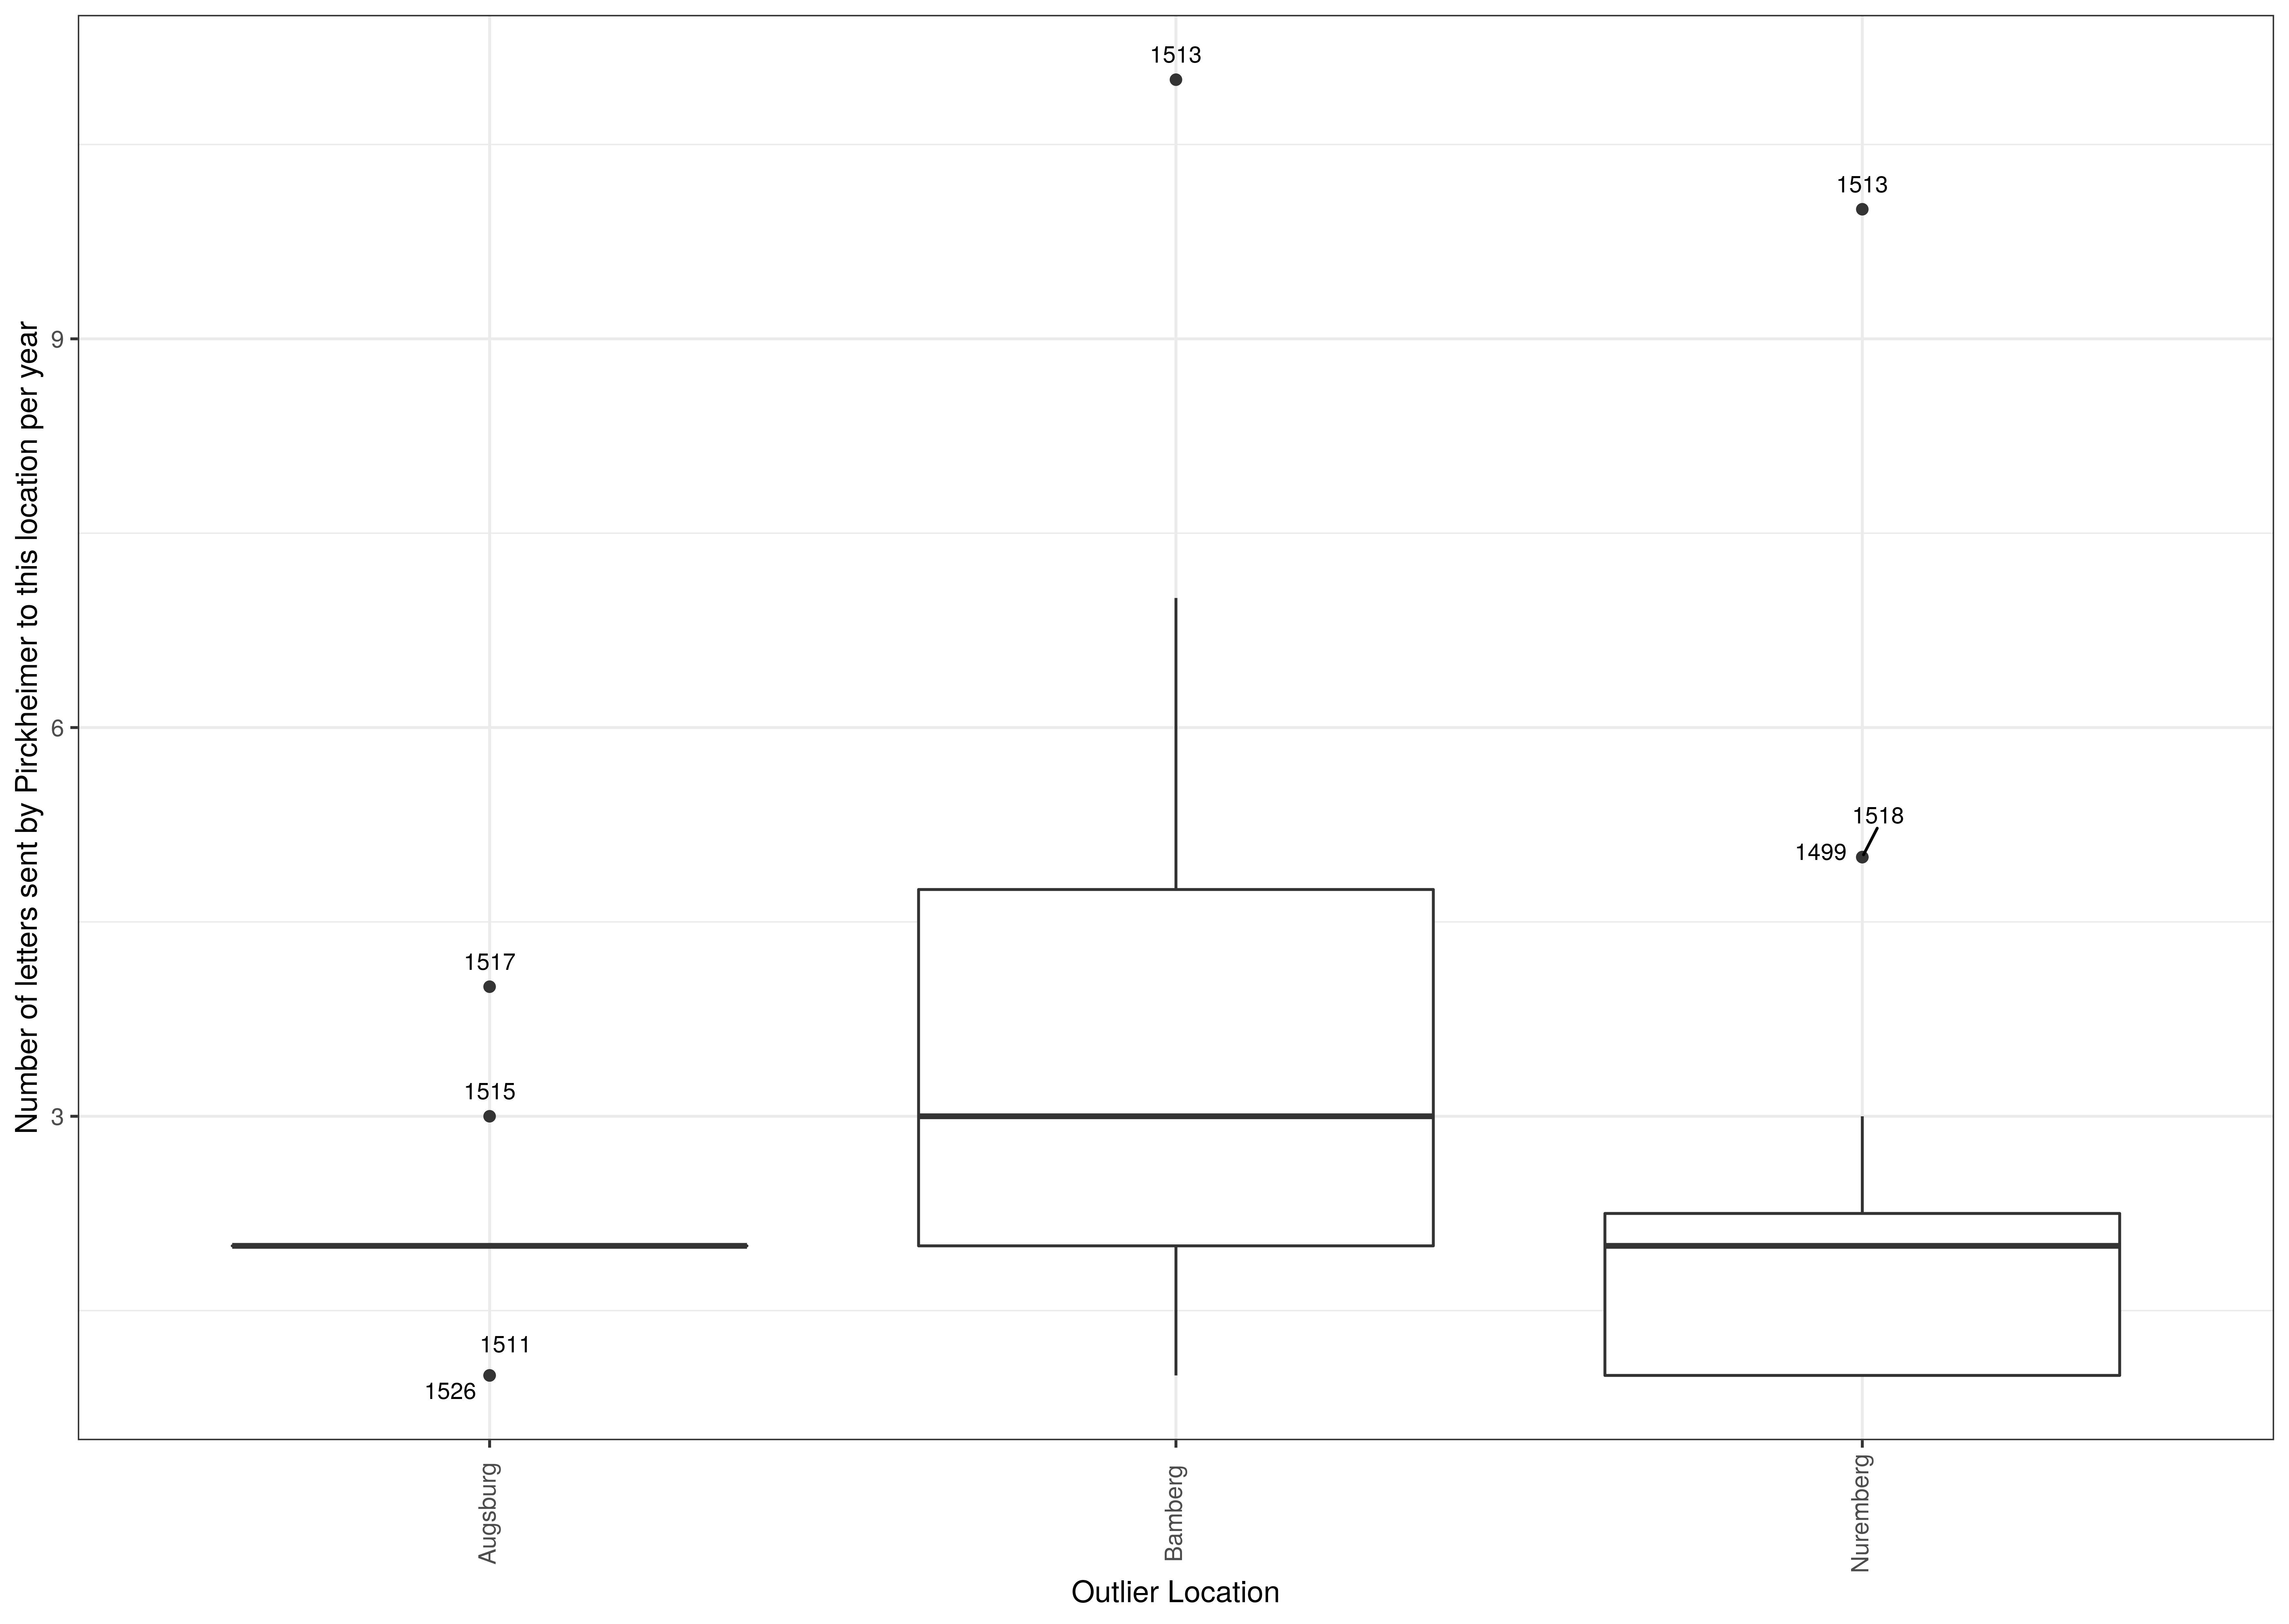 Number of letters sent by Pirckheimer to this location per year
9
6
3
1513
1513
1518
1499
1517
1515
1511
1526
Augsburg
Bamberg
Nuremberg
Outlier Location